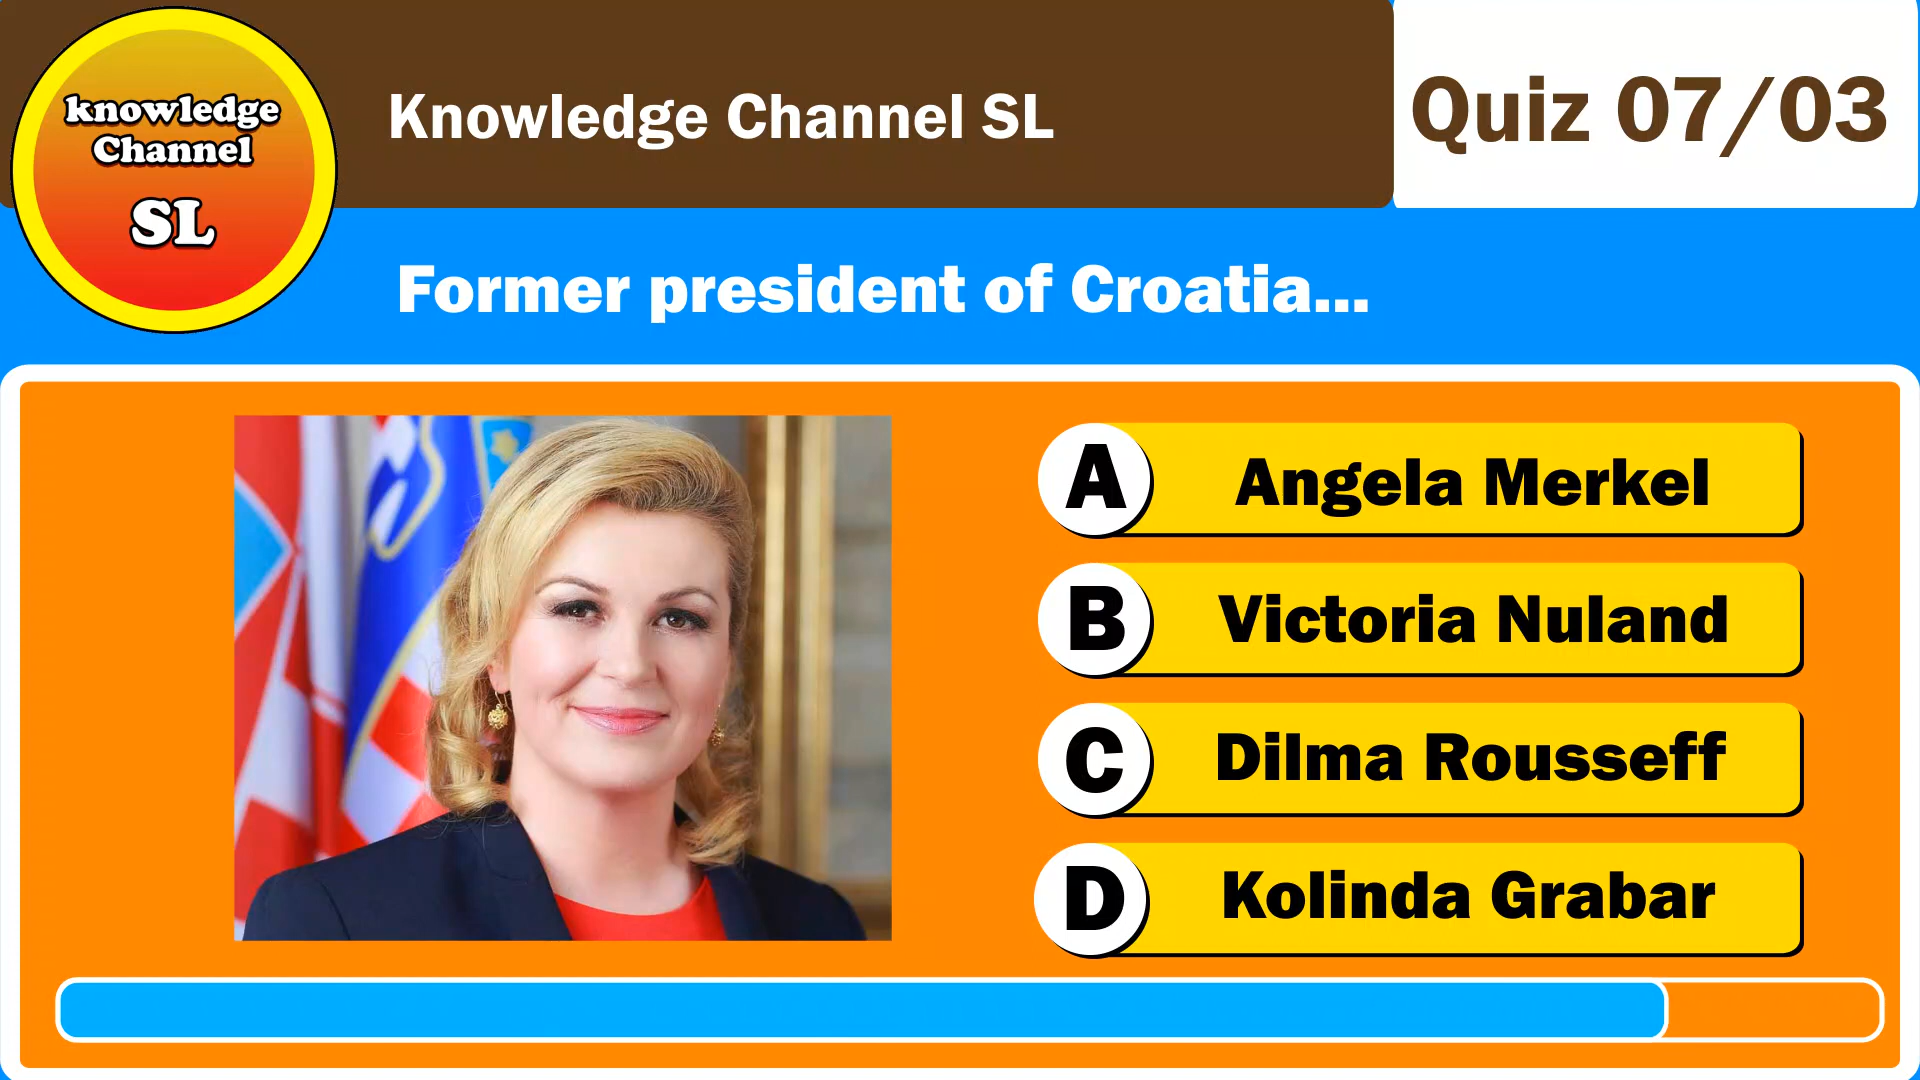 knowledge
Channel
SL
Knowledge Channel SL
Quiz 07/03
Former president of Croatia...
A Angela Merkel
B Victoria Nuland
C Dilma Rousseff
D Kolinda Grabar